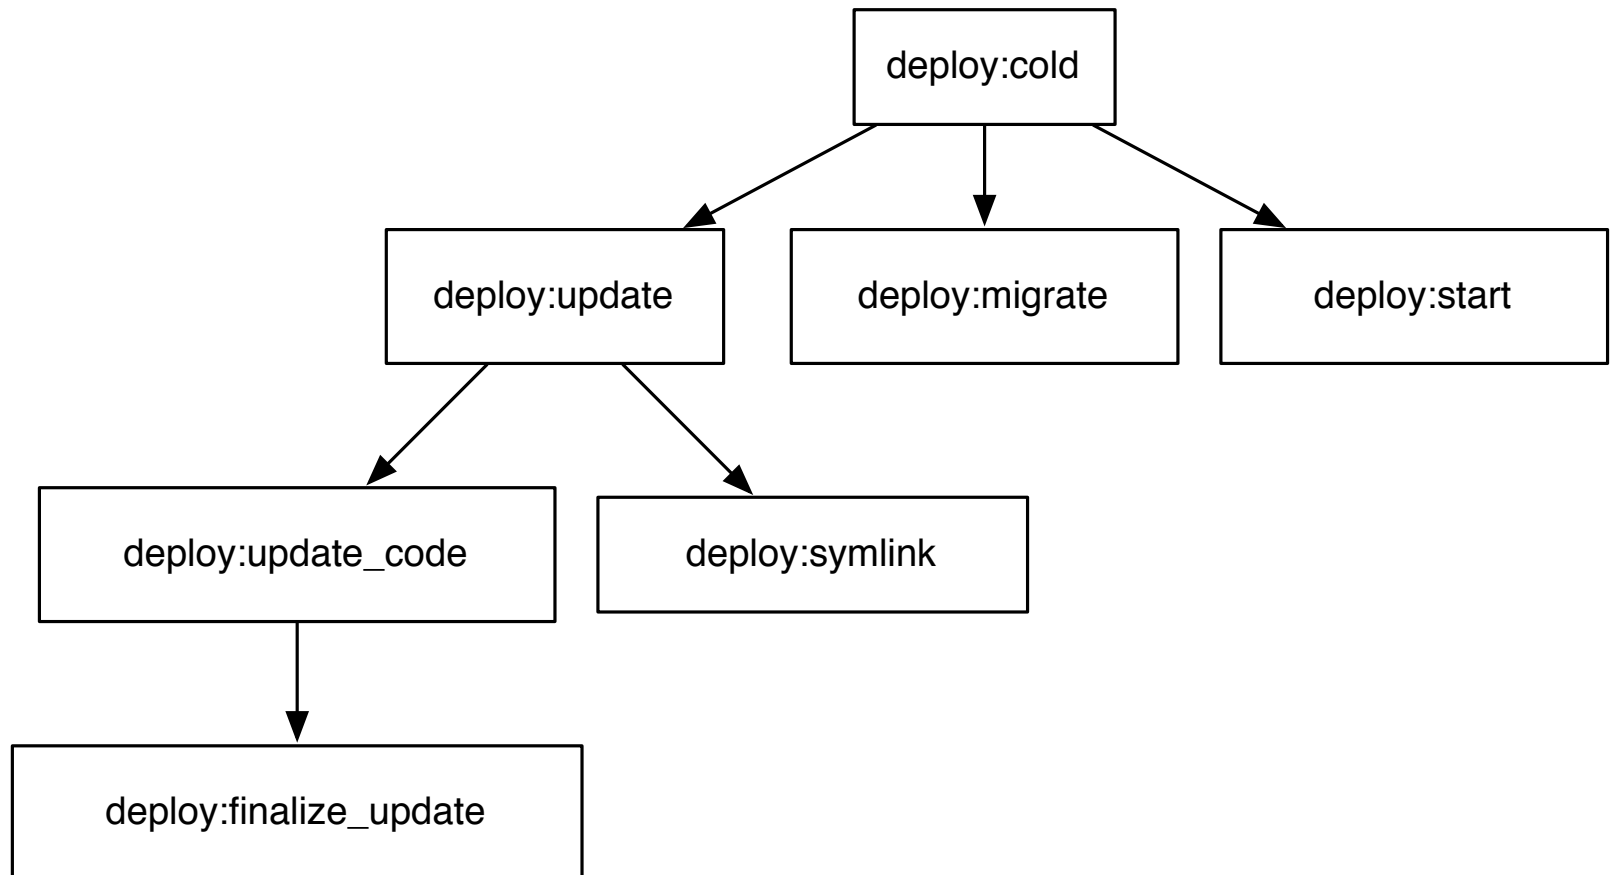 deploy:cold
deploy:update
deploy:migrate
deploy:start
deploy:update_code
deploy:symlink
deploy:finalize_update